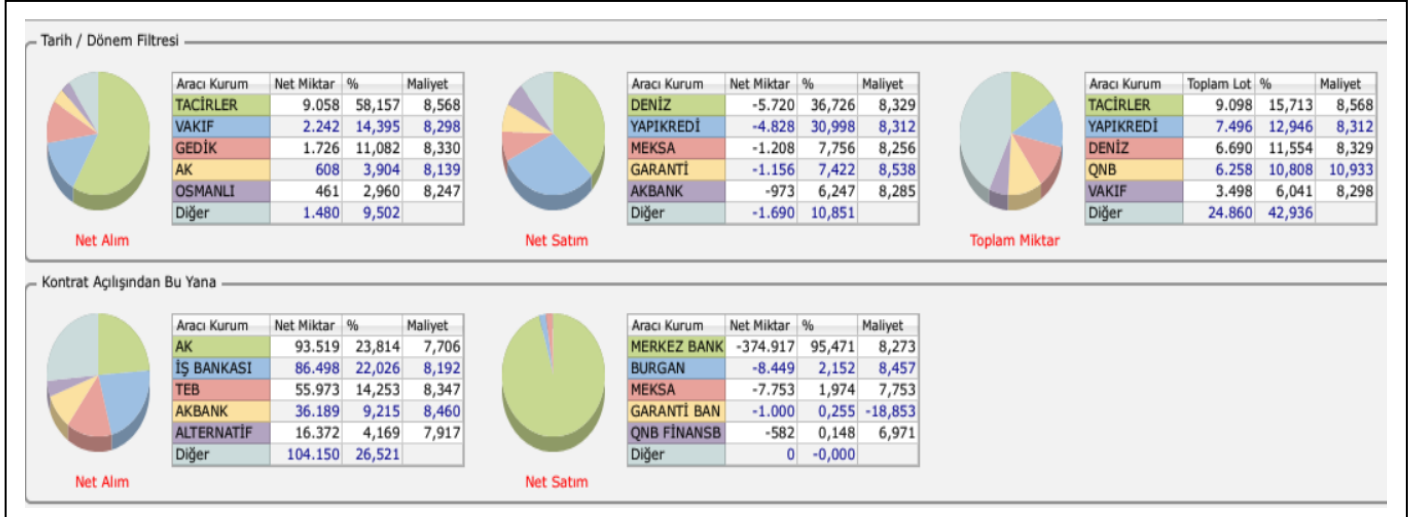 Tarih / Dönem Filtresi
Aracı Kurum Net Miktar % Maliyet
TACİRLER 9.058 58,157 8,568
VAKIF 2.242 14,395 8,298
GEDİK 1.726 11,082 8,330
AK 608 3,904 8,139
OSMANLI 461 2,960 8,247
Diğer 1.480 9,502
Net Alım
Aracı Kurum Net Miktar % Maliyet
DENİZ -5.720 36,726 8,329
YAPIKREDİ -4.828 30,998 8,312
MEKSA -1.208 7,756 8,256
GARANTİ -1.156 7,422 8,538
AKBANK -973 6,247 8,285
Diğer -1.690 10,851
Net Satım
Aracı Kurum Toplam Lot % Maliyet
TACİRLER 9.098 15,713 8,568
YAPIKREDİ 7.496 12,946 8,312
DENİZ 6.690 11,554 8,329
QNB 6.258 10,808 10,933
VAKIF 3.498 6,041 8,298
Diğer 24.860 42,936
Toplam Miktar
Kontrat Açılışından Bu Yana
Aracı Kurum Net Miktar % Maliyet
AK 93.519 23,814 7,706
İŞ BANKASI 86.498 22,026 8,192
TEB 55.973 14,253 8,347
AKBANK 36.189 9,215 8,460
ALTERNATİF 16.372 4,169 7,917
Diğer 104.150 26,521
Net Alım
Aracı Kurum Net Miktar % Maliyet
MERKEZ BANK -374.917 95,471 8,273
BURGAN -8.449 2,152 8,457
MEKSA -7.753 1,974 7,753
GARANTİ BAN -1.000 0,255 -18,853
QNB FİNANSB -582 0,148 6,971
Diğer 0 -0,000
Net Satım